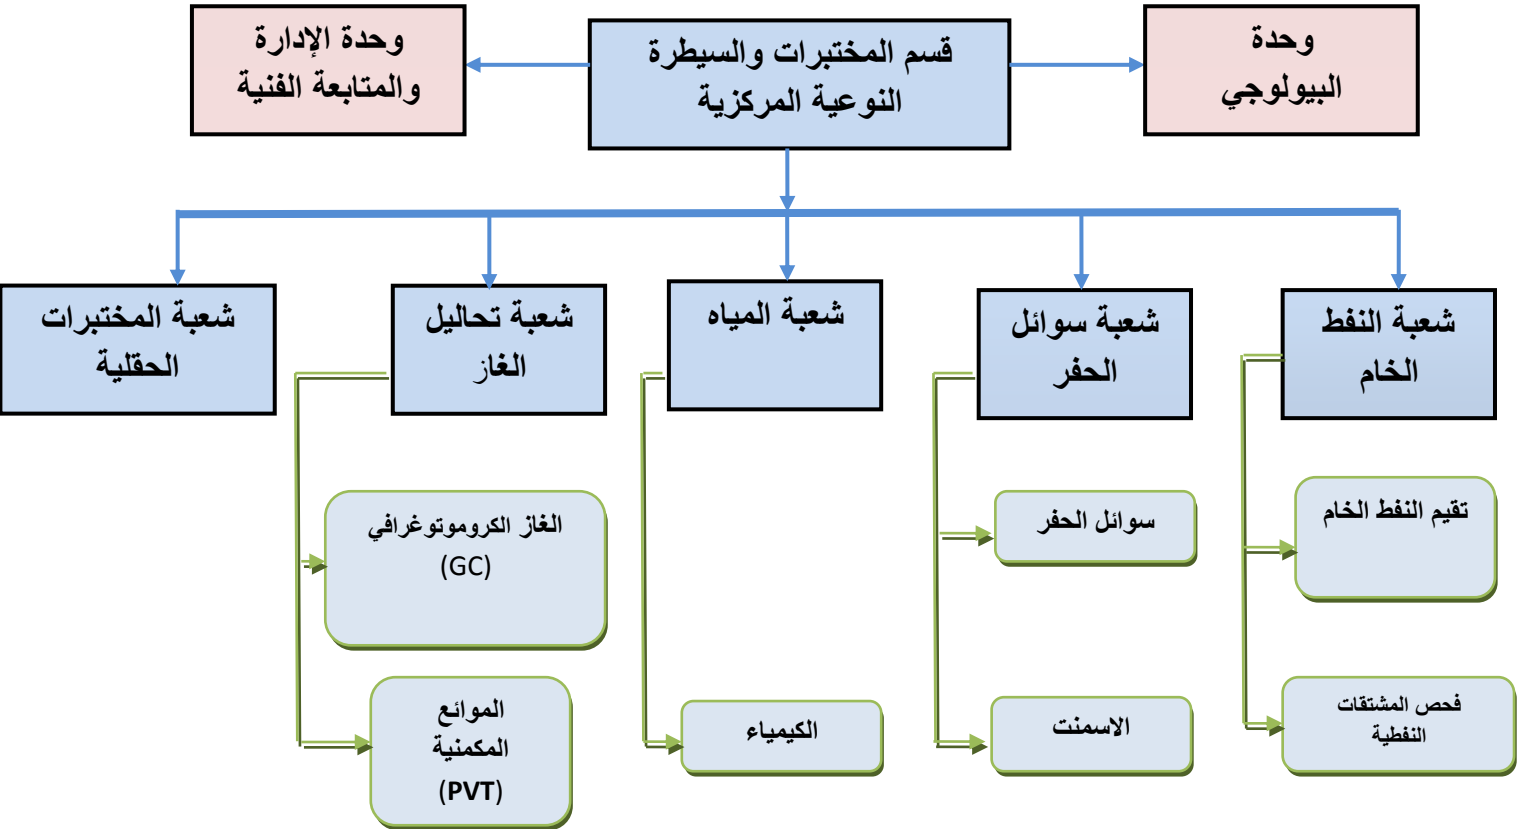 وحدة
البيولوجي
قسم المختبرات والسيطرة
النوعية المركزية
وحدة الإدارة
والمتابعة الفنية
شعبة النفط
الخام
شعبة سوائل
الحفر
شعبة المياه
شعبة تحاليل
الغاز
شعبة المختبرات
الحقلية
تقيم النفط الخام
سوائل الحفر
الغاز الكروموتوغرافي
(GC)
فحص المشتقات
النفطية
الاسمنت
الكيمياء
الموائع
المكمنية
(PVT)